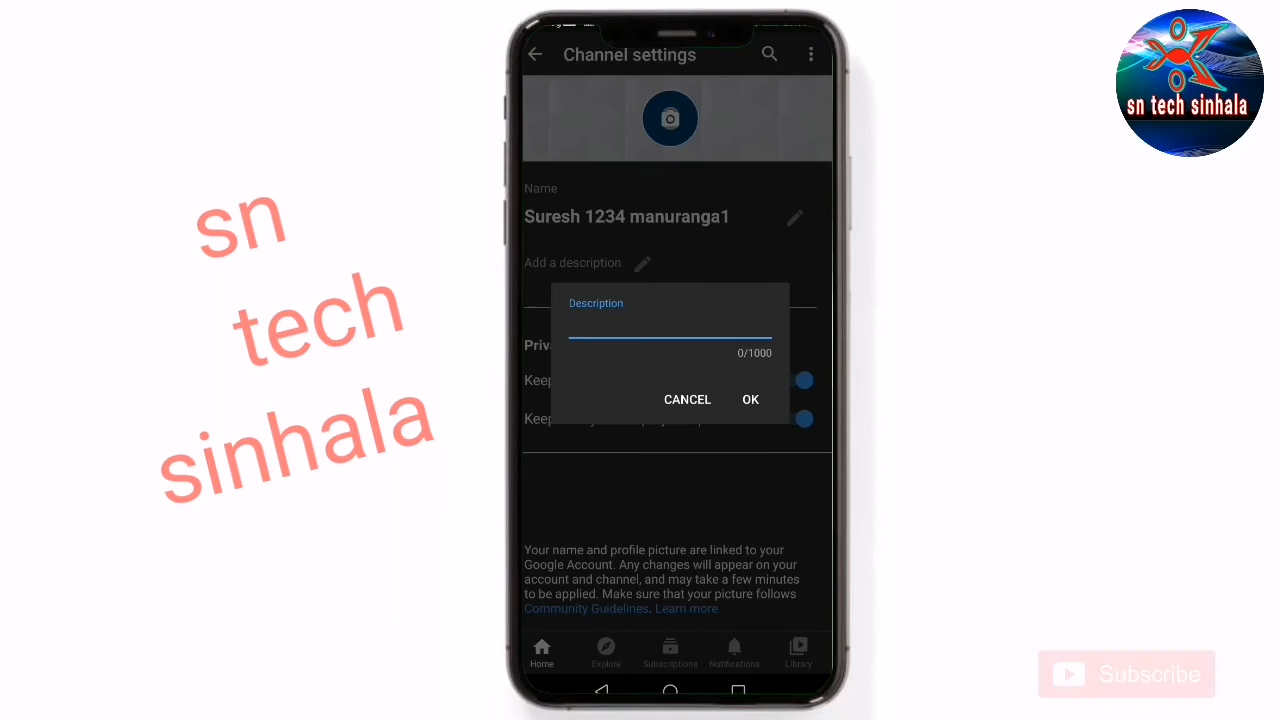 sn
tech
sinhala
Channel settings
Name
Suresh 1234 manuranga1
Add a description
Description
0/1000
CANCEL
OK
Priva
Keep
Keep
Your name and profile picture are linked to your
Google Account. Any changes will appear on your
account and channel, and may take a few minutes
to be applied. Make sure that your picture follows
Community Guidelines. Learn more
Home
Explore
Subscriptions
Notifications
Library
sn tech sinhala
Subscribe